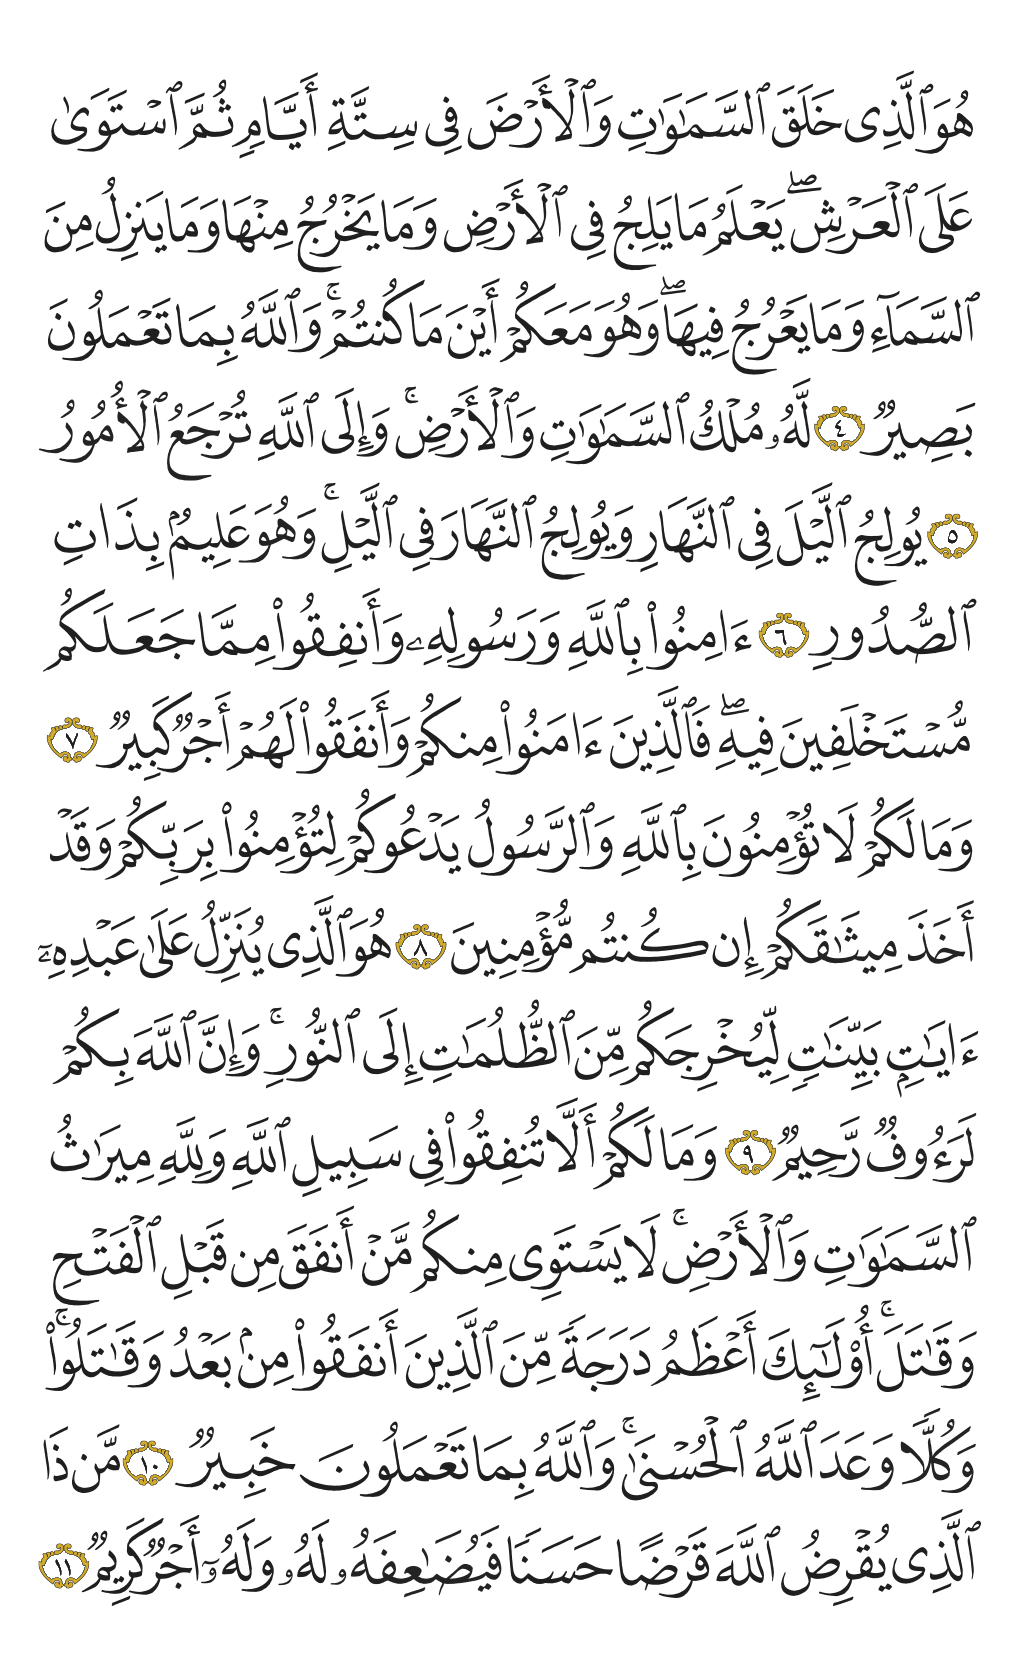 هُوَ ٱلَّذِى خَلَقَ ٱلسَّمَٰوَٰتِ وَٱلْأَرْضَ فِى سِتَّةِ أَيَّامٍ ثُمَّ ٱسْتَوَىٰ
عَلَى ٱلْعَرْشِ ۖ يَعْلَمُ مَا يَلِجُ فِى ٱلْأَرْضِ وَمَا يَخْرُجُ مِنْهَا وَمَا يَنزِلُ مِنَ
ٱلسَّمَآءِ وَمَا يَعْرُجُ فِيهَا ۖ وَهُوَ مَعَكُمْ أَيْنَ مَا كُنتُمْ ۚ وَٱللَّهُ بِمَا تَعْمَلُونَ
بَصِيرٌ ٤ لَّهُۥ مُلْكُ ٱلسَّمَٰوَٰتِ وَٱلْأَرْضِ ۚ وَإِلَى ٱللَّهِ تُرْجَعُ ٱلْأُمُورُ
٥ يُولِجُ ٱلَّيْلَ فِى ٱلنَّهَارِ وَيُولِجُ ٱلنَّهَارَ فِى ٱلَّيْلِ ۚ وَهُوَ عَلِيمٌۢ بِذَاتِ
ٱلصُّدُورِ ٦ ءَامِنُوا۟ بِٱللَّهِ وَرَسُولِهِۦ وَأَنفِقُوا۟ مِمَّا جَعَلَكُم
مُّسْتَخْلَفِينَ فِيهِ ۖ فَٱلَّذِينَ ءَامَنُوا۟ مِنكُمْ وَأَنفَقُوا۟ لَهُمْ أَجْرٌ كَبِيرٌ ٧
وَمَا لَكُمْ لَا تُؤْمِنُونَ بِٱللَّهِ وَٱلرَّسُولُ يَدْعُوكُمْ لِتُؤْمِنُوا۟ بِرَبِّكُمْ وَقَدْ
أَخَذَ مِيثَٰقَكُمْ إِن كُنتُم مُّؤْمِنِينَ ٨ هُوَ ٱلَّذِى يُنَزِّلُ عَلَىٰ عَبْدِهِۦٓ
ءَايَٰتٍۭ بَيِّنَٰتٍ لِّيُخْرِجَكُم مِّنَ ٱلظُّلُمَٰتِ إِلَى ٱلنُّورِ ۚ وَإِنَّ ٱللَّهَ بِكُمْ
لَرَءُوفٌ رَّحِيمٌ ٩ وَمَا لَكُمْ أَلَّا تُنفِقُوا۟ فِى سَبِيلِ ٱللَّهِ وَلِلَّهِ مِيرَٰثُ
ٱلسَّمَٰوَٰتِ وَٱلْأَرْضِ ۚ لَا يَسْتَوِى مِنكُم مَّنْ أَنفَقَ مِن قَبْلِ ٱلْفَتْحِ
وَقَٰتَلَ ۚ أُو۟لَٰٓئِكَ أَعْظَمُ دَرَجَةً مِّنَ ٱلَّذِينَ أَنفَقُوا۟ مِنۢ بَعْدُ وَقَٰتَلُوا۟ ۚ
وَكُلًّا وَعَدَ ٱللَّهُ ٱلْحُسْنَىٰ ۚ وَٱللَّهُ بِمَا تَعْمَلُونَ خَبِيرٌ ١٠ مَّن ذَا
ٱلَّذِى يُقْرِضُ ٱللَّهَ قَرْضًا حَسَنًا فَيُضَٰعِفَهُۥ لَهُۥ وَلَهُۥٓ أَجْرٌ كَرِيمٌ ١١